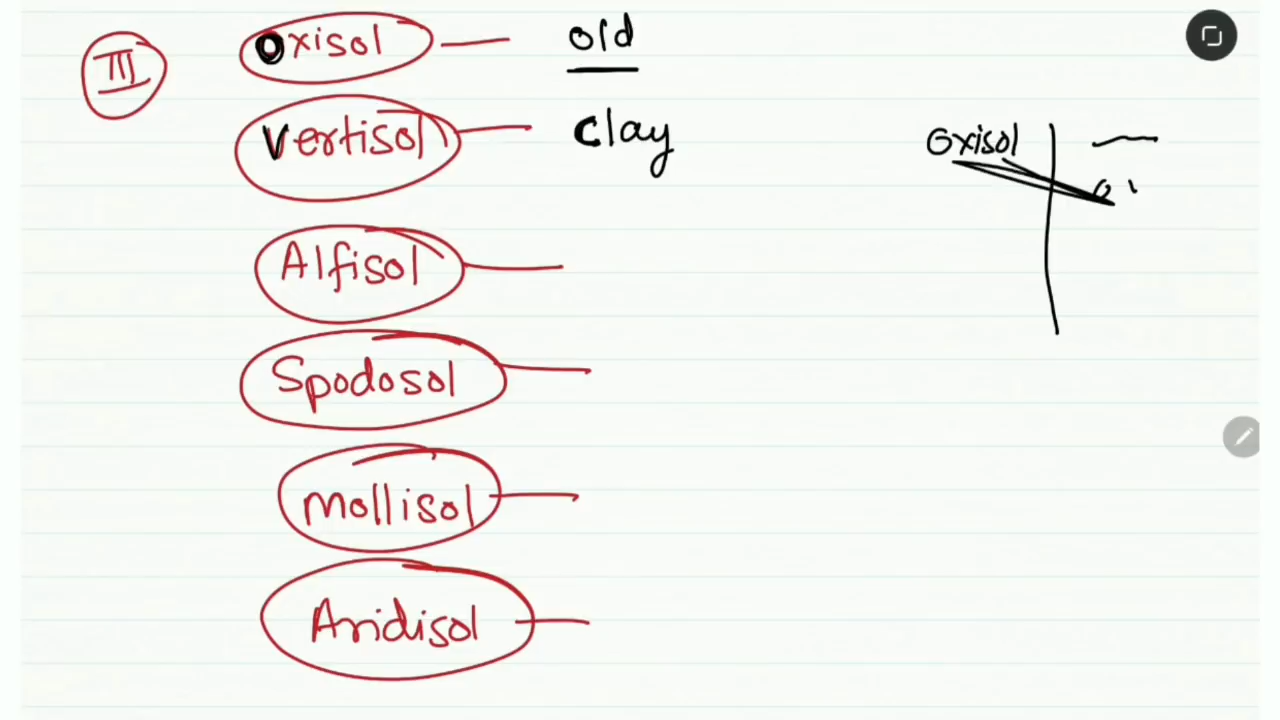 III
Oxisol — old
Vertisol — clay
Oxisol
Alfisol —
Spodosol —
Mollisol —
Aridisol —